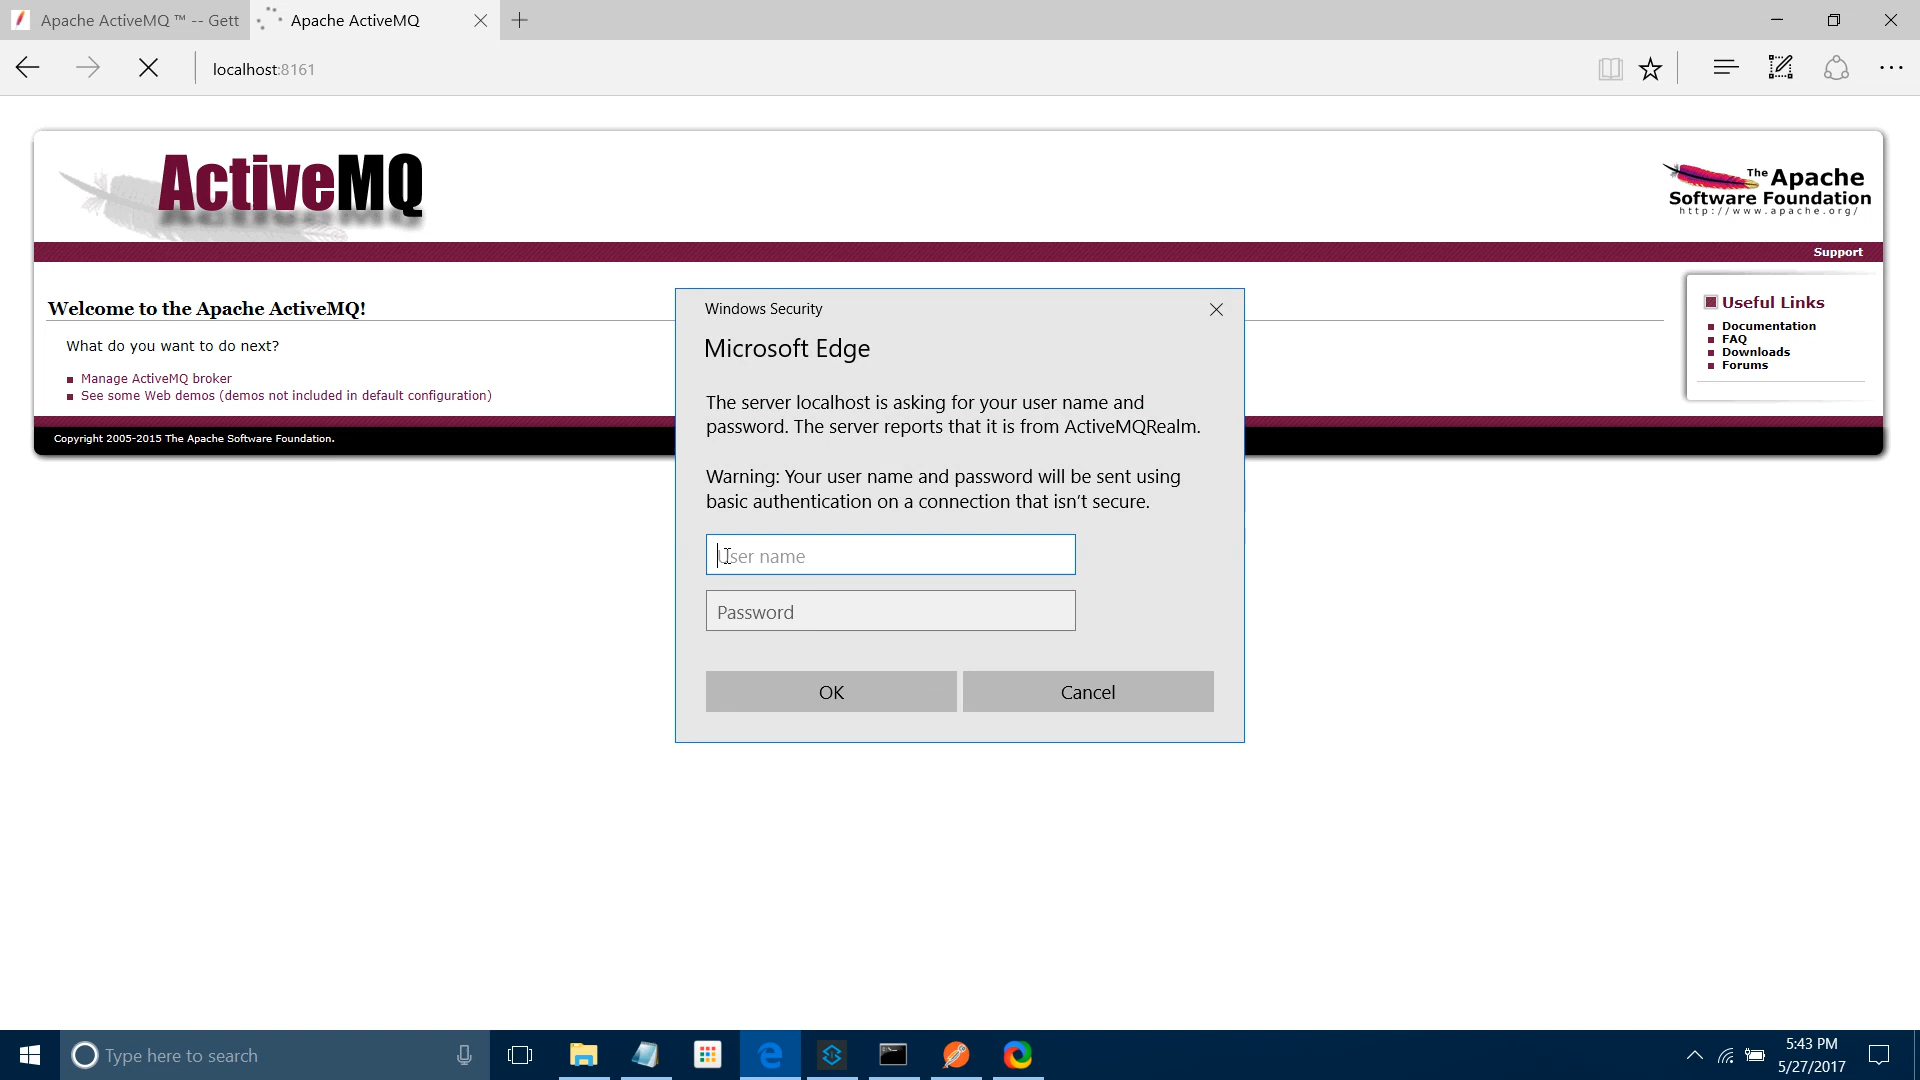 Apache ActiveMQ ™ -- Gett
Apache ActiveMQ
localhost:8161
ActiveMQ
The Apache
Software Foundation
http://www.apache.org/
Support
Welcome to the Apache ActiveMQ!
What do you want to do next?
Manage ActiveMQ broker
See some Web demos (demos not included in default configuration)
Useful Links
Documentation
FAQ
Downloads
Forums
Copyright 2005-2015 The Apache Software Foundation.
Windows Security
Microsoft Edge
The server localhost is asking for your user name and
password. The server reports that it is from ActiveMQRealm.
Warning: Your user name and password will be sent using
basic authentication on a connection that isn't secure.
User name
Password
OK
Cancel
Type here to search
5:43 PM
5/27/2017